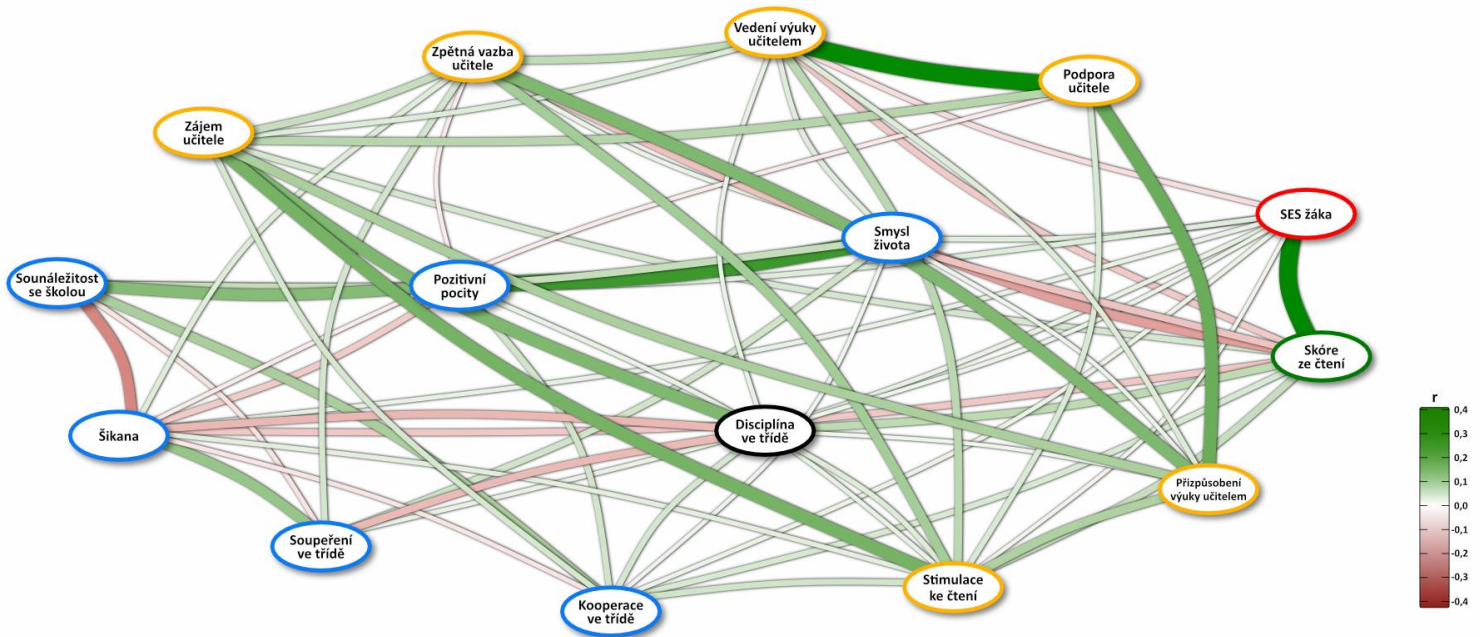 Vedení výuky
učitelem
Zpětná vazba
učitele
Podpora
učitele
Zájem
učitele
SES žáka
Smysl
života
Sounáležitost
se školou
Pozitivní
pocity
Skóre
ze čtení
Šikana
Disciplína
ve třídě
Přizpůsobení
výuky učitelem
Soupeření
ve třídě
Stimulace
ke čtení
Kooperace
ve třídě
r
0,4
0,3
0,2
0,1
0,0
-0,1
-0,2
-0,3
-0,4